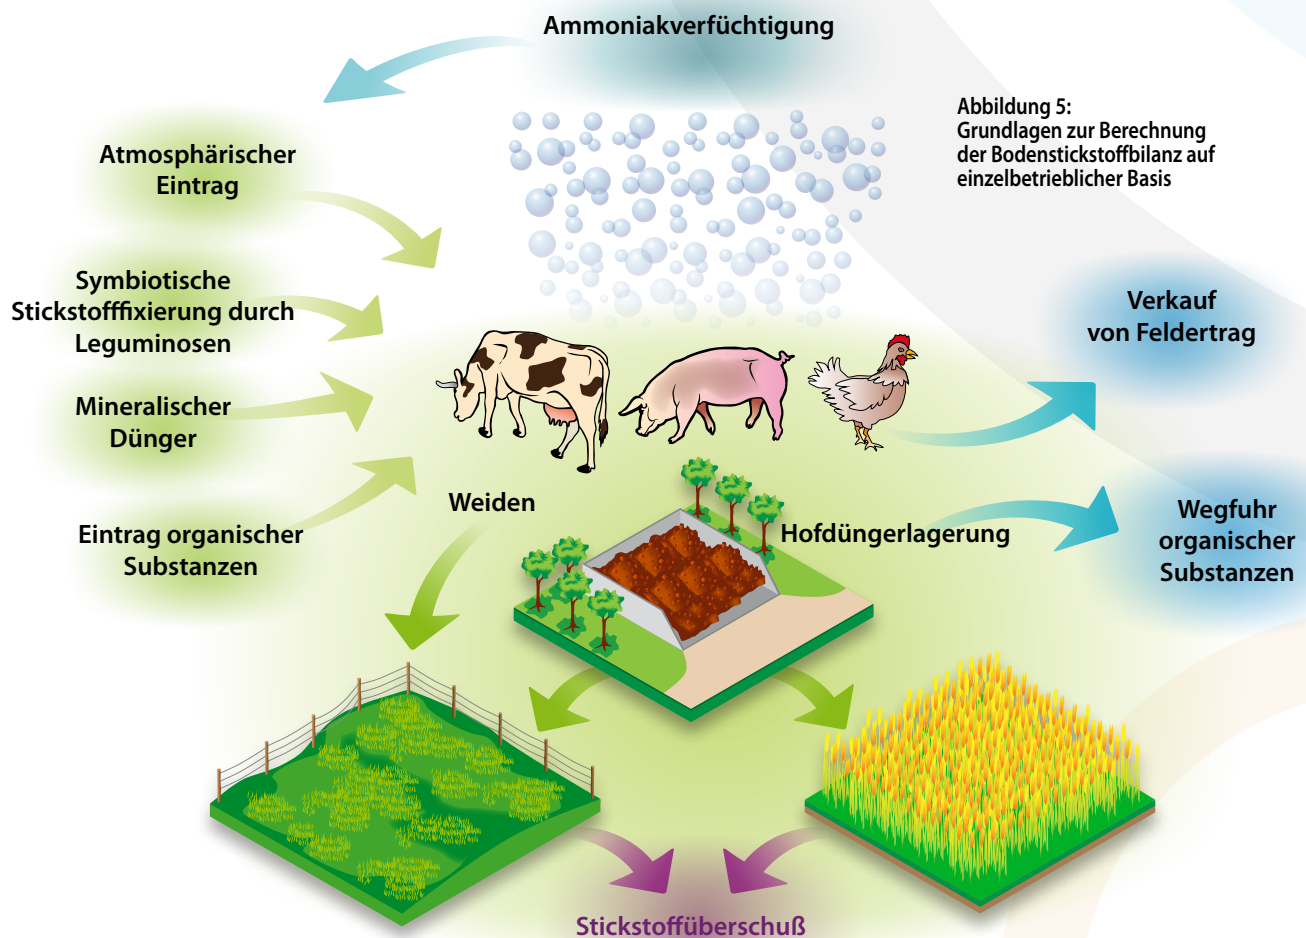 Ammoniakverfüchtigung
Abbildung 5:
Grundlagen zur Berechnung
der Bodenstickstoffbilanz auf
einzelbetrieblicher Basis
Atmosphärischer
Eintrag
Symbiotische
Stickstofffixierung durch
Leguminosen
Mineralischer
Dünger
Eintrag organischer
Substanzen
Verkauf
von Feldertrag
Weiden
Hofdüngerlagerung
Wegfuhr
organischer
Substanzen
Stickstoffüberschuß